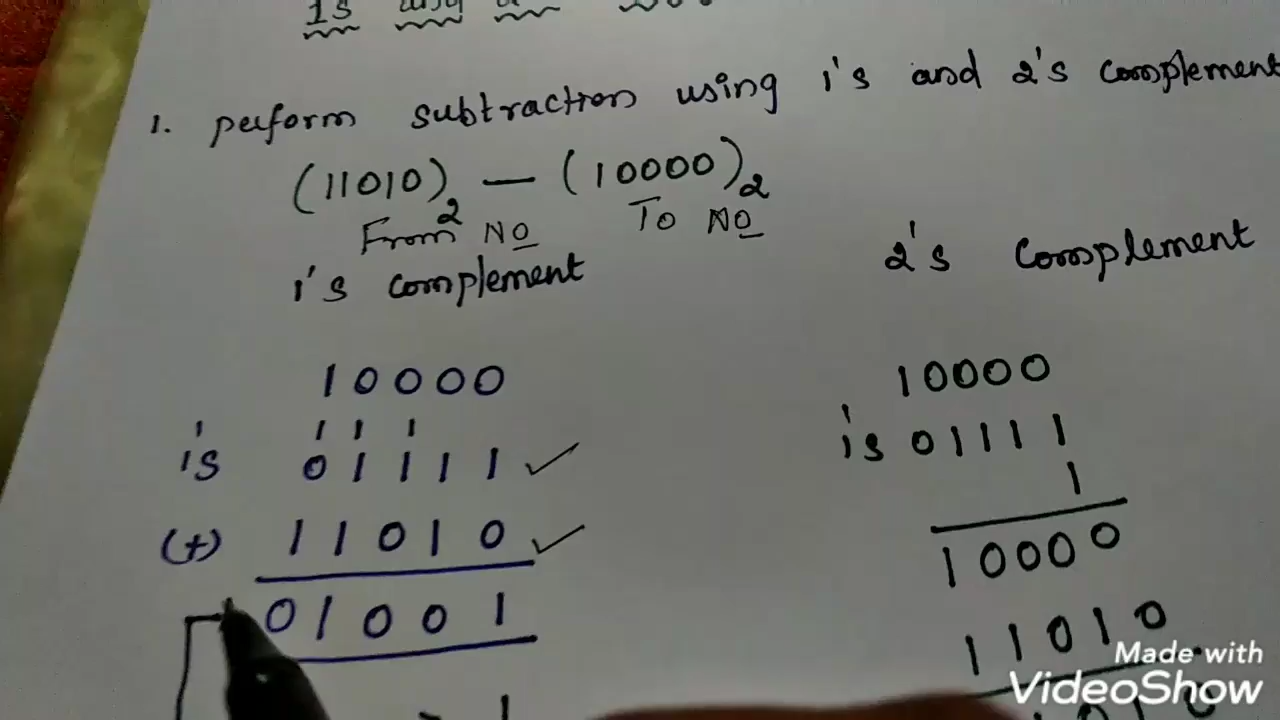 1s
1. perform subtraction using 1's and 2's complement
(11010)2 — (10000)2
From No To No
1's complement 2's complement
10000 10000
1 1 1
1's 01111 ✓ 1's 01111
1
(+) 11010 ✓
10000
1 01001
11010
1
Made with
VideoShow